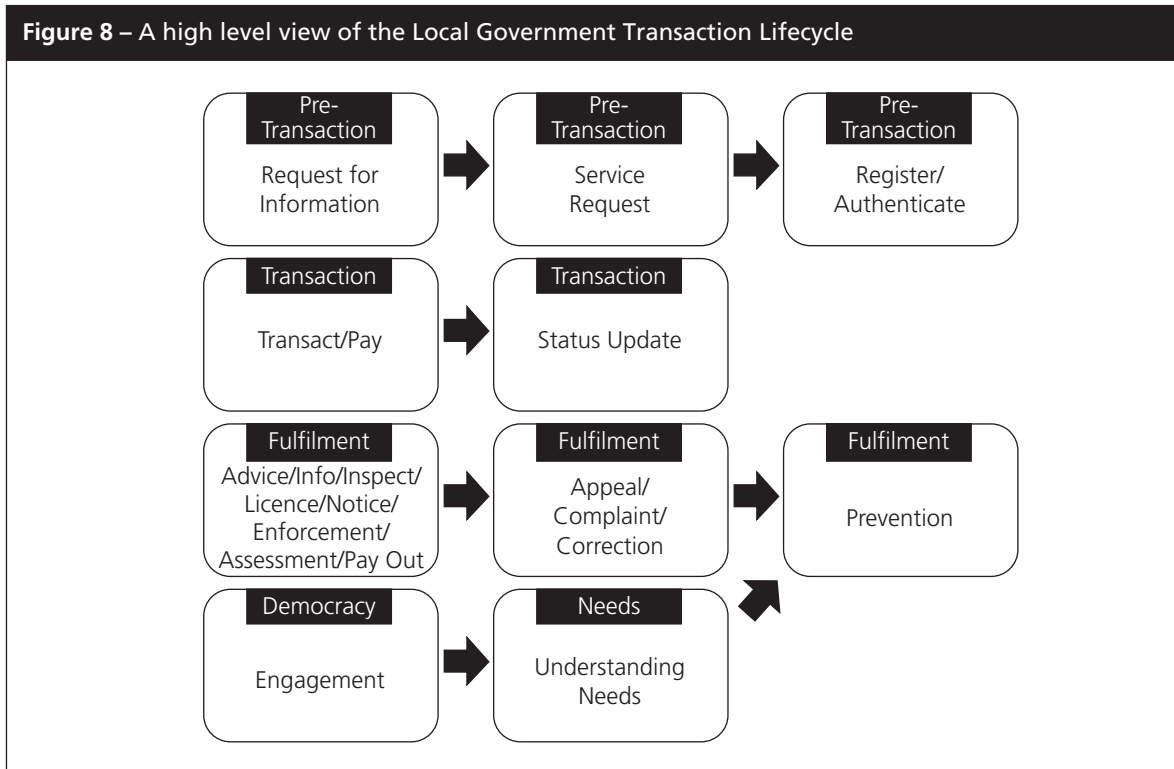 Figure 8 – A high level view of the Local Government Transaction Lifecycle
Pre-
Transaction
Request for
Information
Pre-
Transaction
Service
Request
Pre-
Transaction
Register/
Authenticate
Transaction
Transact/Pay
Transaction
Status Update
Fulfilment
Advice/Info/Inspect/
Licence/Notice/
Enforcement/
Assessment/Pay Out
Fulfilment
Appeal/
Complaint/
Correction
Fulfilment
Prevention
Democracy
Engagement
Needs
Understanding
Needs